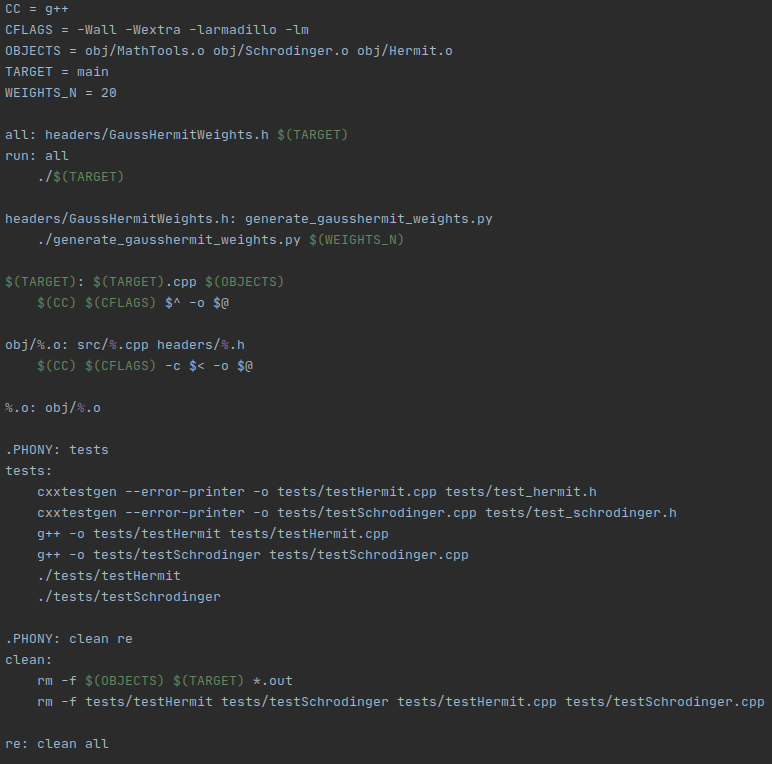 CC = g++
CFLAGS = -Wall -Wextra -larmadillo -lm
OBJECTS = obj/MathTools.o obj/Schrodinger.o obj/Hermit.o
TARGET = main
WEIGHTS_N = 20

all: headers/GaussHermitWeights.h $(TARGET)
run: all
    ./$(TARGET)

headers/GaussHermitWeights.h: generate_gausshermit_weights.py
    ./generate_gausshermit_weights.py $(WEIGHTS_N)

$(TARGET): $(TARGET).cpp $(OBJECTS)
    $(CC) $(CFLAGS) $^ -o $@

obj/%.o: src/%.cpp headers/%.h
    $(CC) $(CFLAGS) -c $< -o $@

%.o: obj/%.o

.PHONY: tests
tests:
    cxxtestgen --error-printer -o tests/testHermit.cpp tests/test_hermit.h
    cxxtestgen --error-printer -o tests/testSchrodinger.cpp tests/test_schrodinger.h
    g++ -o tests/testHermit tests/testHermit.cpp
    g++ -o tests/testSchrodinger tests/testSchrodinger.cpp
    ./tests/testHermit
    ./tests/testSchrodinger

.PHONY: clean re
clean:
    rm -f $(OBJECTS) $(TARGET) *.out
    rm -f tests/testHermit tests/testSchrodinger tests/testHermit.cpp tests/testSchrodinger.cpp

re: clean all